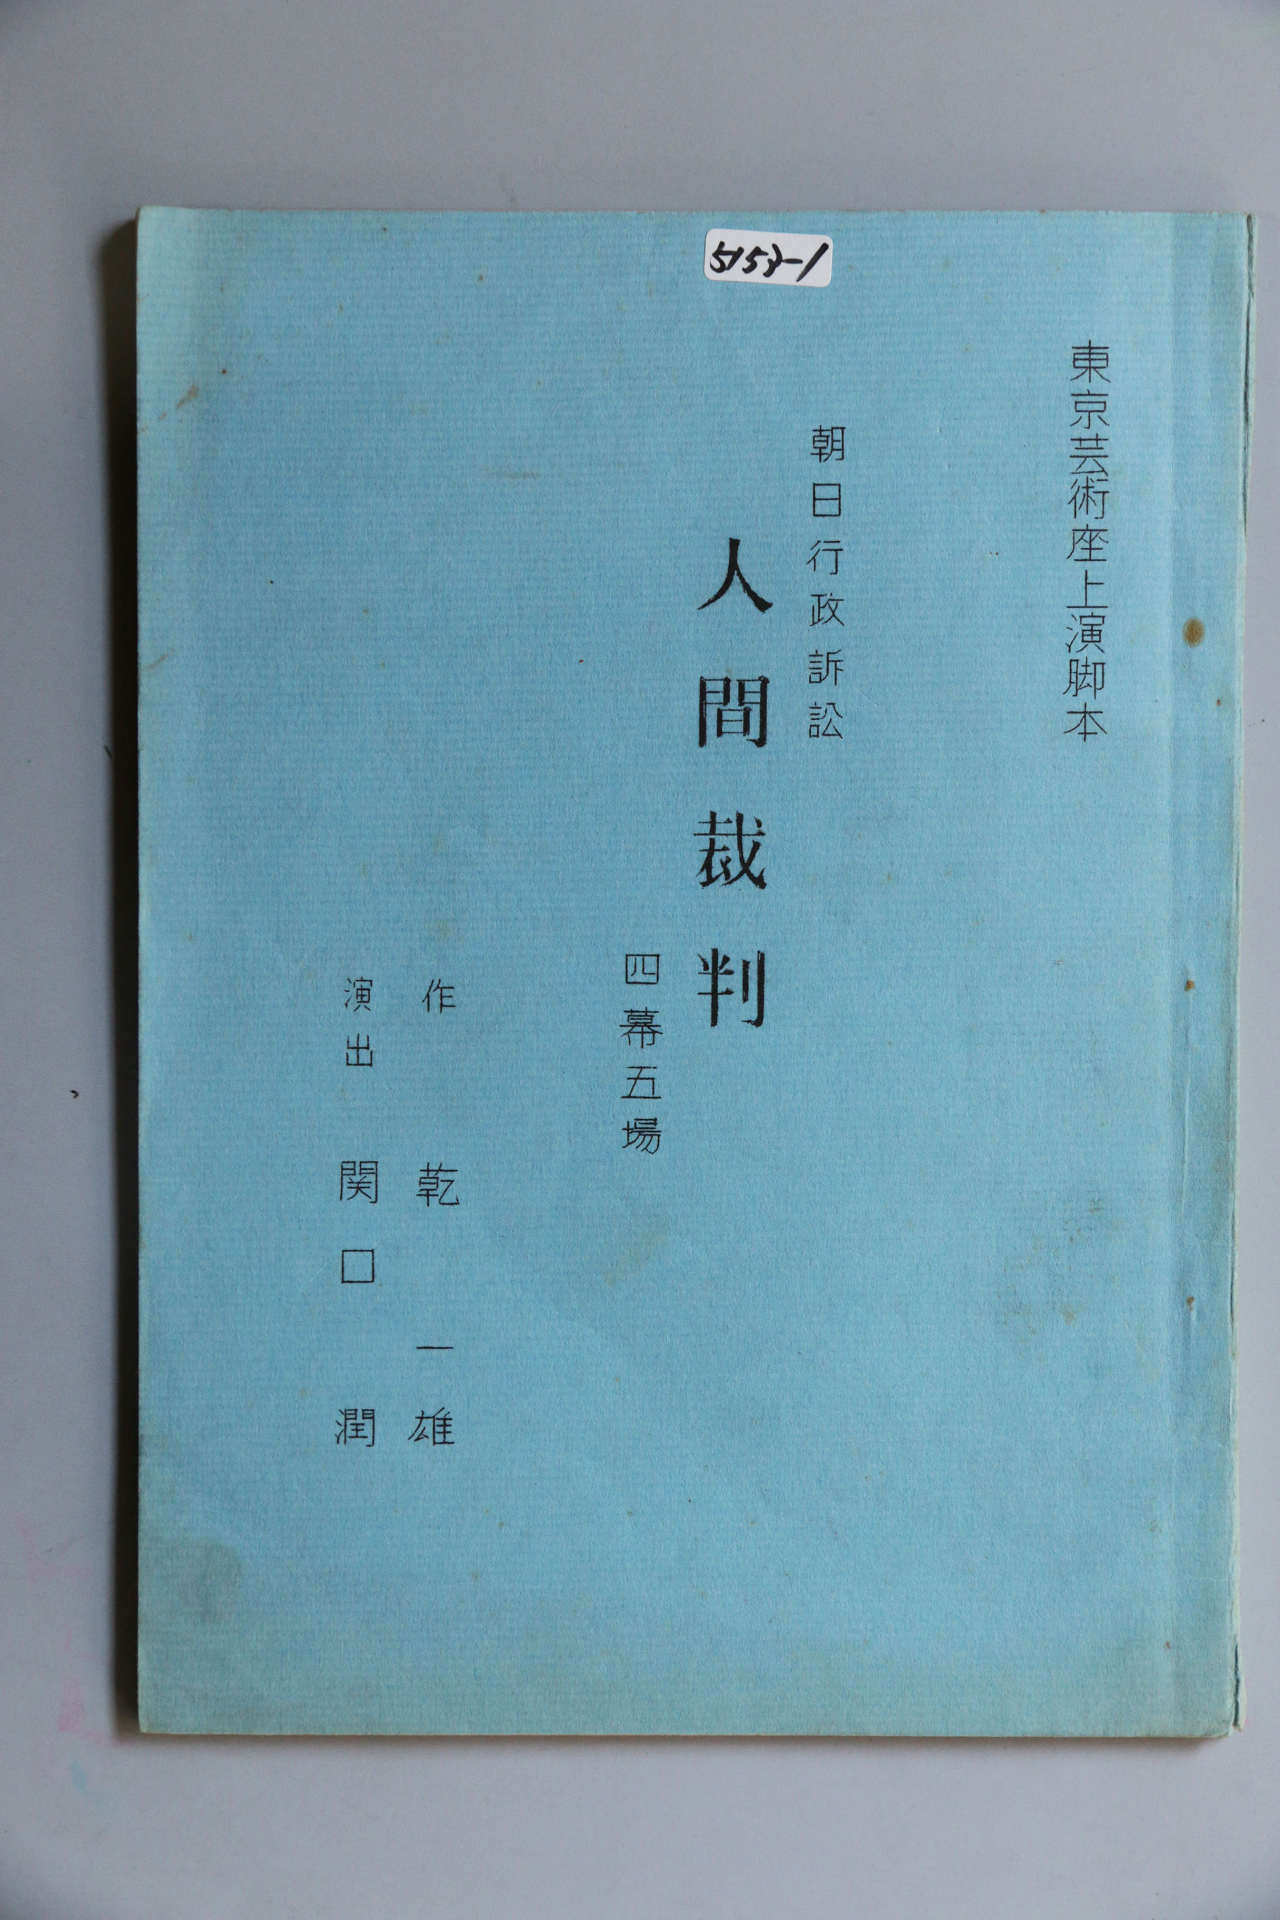 5153-1
東京芸術座上演脚本
朝日行政訴訟
人間裁判
四幕五場
作 乾 一雄
演出 関口 潤